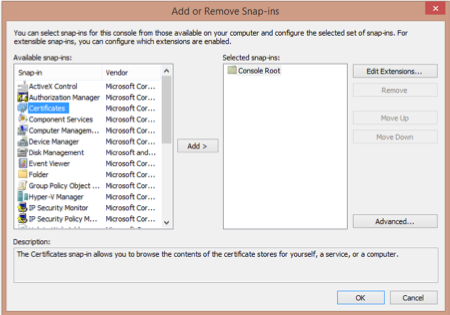 Add or Remove Snap-ins
You can select snap-ins for this console from those available on your computer and configure the selected set of snap-ins. For
extensible snap-ins, you can configure which extensions are enabled.
Available snap-ins:
Selected snap-ins:
Snap-in Vendor
ActiveX Control Microsoft Cor...
Authorization Manager Microsoft Cor...
Certificates Microsoft Cor...
Component Services Microsoft Cor...
Computer Managem... Microsoft Cor...
Device Manager Microsoft Cor...
Disk Management Microsoft and...
Event Viewer Microsoft Cor...
Folder Microsoft Cor...
Group Policy Object ... Microsoft Cor...
Hyper-V Manager Microsoft Cor...
IP Security Monitor Microsoft Cor...
IP Security Policy M... Microsoft Cor...
Add >
Console Root
Edit Extensions...
Remove
Move Up
Move Down
Advanced...
Description:
The Certificates snap-in allows you to browse the contents of the certificate stores for yourself, a service, or a computer.
OK Cancel